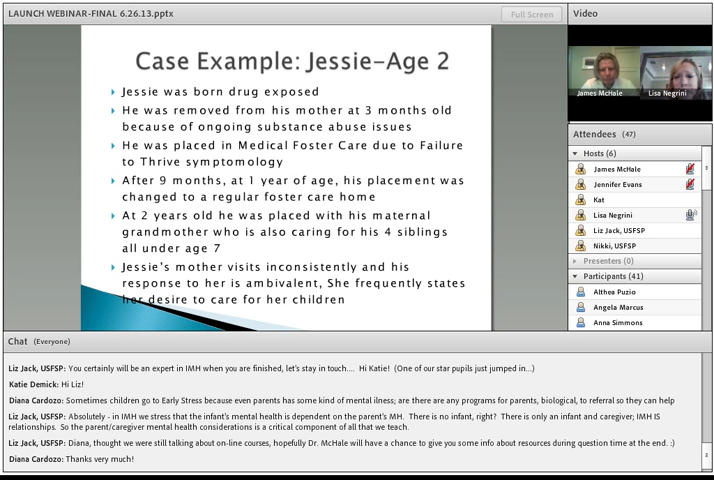 LAUNCH WEBINAR-FINAL 6.26.13.pptx
Full Screen
Case Example: Jessie-Age 2
Jessie was born drug exposed
He was removed from his mother at 3 months old
because of ongoing substance abuse issues
He was placed in Medical Foster Care due to Failure
to Thrive symptomology
After 9 months, at 1 year of age, his placement was
changed to a regular foster care home
At 2 years old he was placed with his maternal
grandmother who is also caring for his 4 siblings
all under age 7
Jessie's mother visits inconsistently and his
response to her is ambivalent, She frequently states
her desire to care for her children
Video
James McHale
Lisa Negrini
Attendees (47)
Hosts (6)
James McHale
Jennifer Evans
Kat
Lisa Negrini
Liz Jack, USFSP
Nikki, USFSP
Presenters (0)
Participants (41)
Althea Puzio
Angela Marcus
Anna Simmons
Chat (Everyone)
Liz Jack, USFSP: You certainly will be an expert in IMH when you are finished, let's stay in touch.... Hi Katie! (One of our star pupils just jumped in...)
Katie Demick: Hi Liz!
Diana Cardozo: Sometimes children go to Early Stress because even parents has some kind of mental ilness; are there any programs for parents, biological, to referral so they can help
Liz Jack, USFSP: Absolutely - in IMH we stress that the infant's mental health is dependent on the parent's MH. There is no infant, right? There is only an infant and caregiver; IMH IS
relationships. So the parent/caregiver mental health considerations is a critical component of all that we teach.
Liz Jack, USFSP: Diana, thought we were still talking about on-line courses, hopefully Dr. McHale will have a chance to give you some info about resources during question time at the end. :)
Diana Cardozo: Thanks very much!